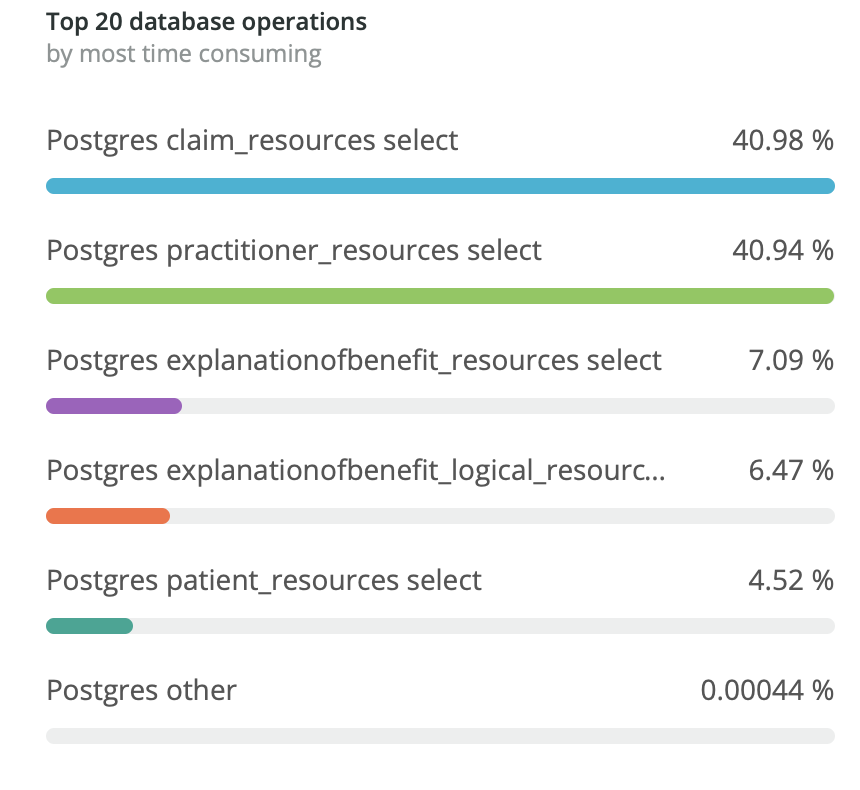 Top 20 database operations
by most time consuming
Postgres claim_resources select 40.98 %
Postgres practitioner_resources select 40.94 %
Postgres explanationofbenefit_resources select 7.09 %
Postgres explanationofbenefit_logical_resourc... 6.47 %
Postgres patient_resources select 4.52 %
Postgres other 0.00044 %